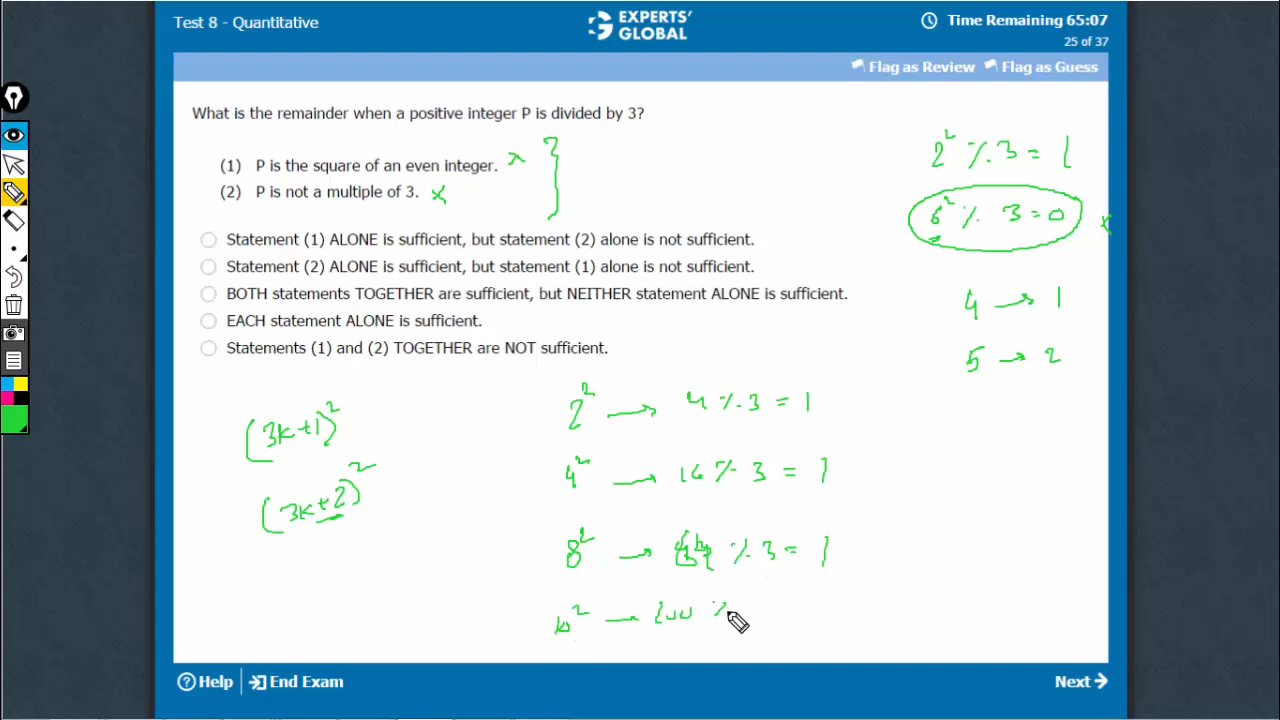 Test 8 - Quantitative
EXPERTS'
GLOBAL
Time Remaining 65:07
25 of 37
Flag as Review
Flag as Guess
What is the remainder when a positive integer P is divided by 3?
(1) P is the square of an even integer. x
(2) P is not a multiple of 3. x
Statement (1) ALONE is sufficient, but statement (2) alone is not sufficient.
Statement (2) ALONE is sufficient, but statement (1) alone is not sufficient.
BOTH statements TOGETHER are sufficient, but NEITHER statement ALONE is sufficient.
EACH statement ALONE is sufficient.
Statements (1) and (2) TOGETHER are NOT sufficient.
2² % 3 = 1
6² % 3 = 0 x
4 → 1
5 → 2
(3k+1)²
(3k+2)²
2² → 4 % 3 = 1
4² → 16 % 3 = 1
8² → 64 % 3 = 1
10² → 100 %
Help
End Exam
Next